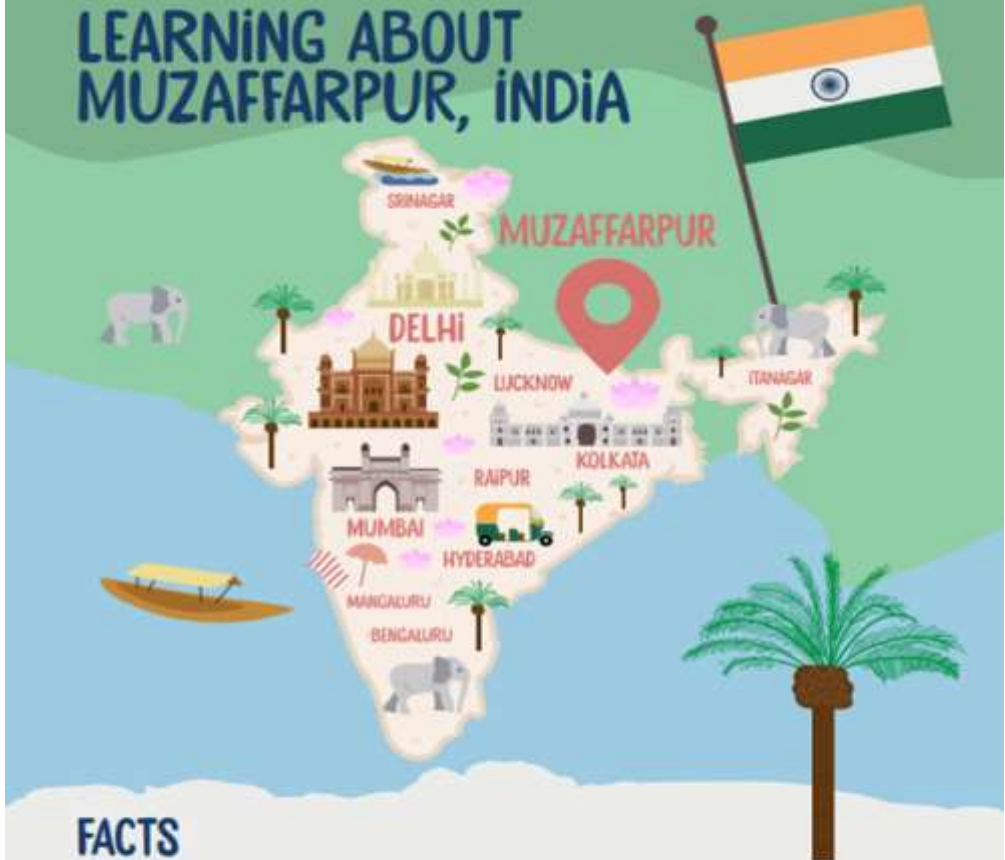 LEARNING ABOUT
MUZAFFARPUR, INDIA
SRINAGAR
MUZAFFARPUR
DELHI
LUCKNOW
ITANAGAR
KOLKATA
RAIPUR
MUMBAI
HYDERABAD
MANGALURU
BENGALURU
FACTS